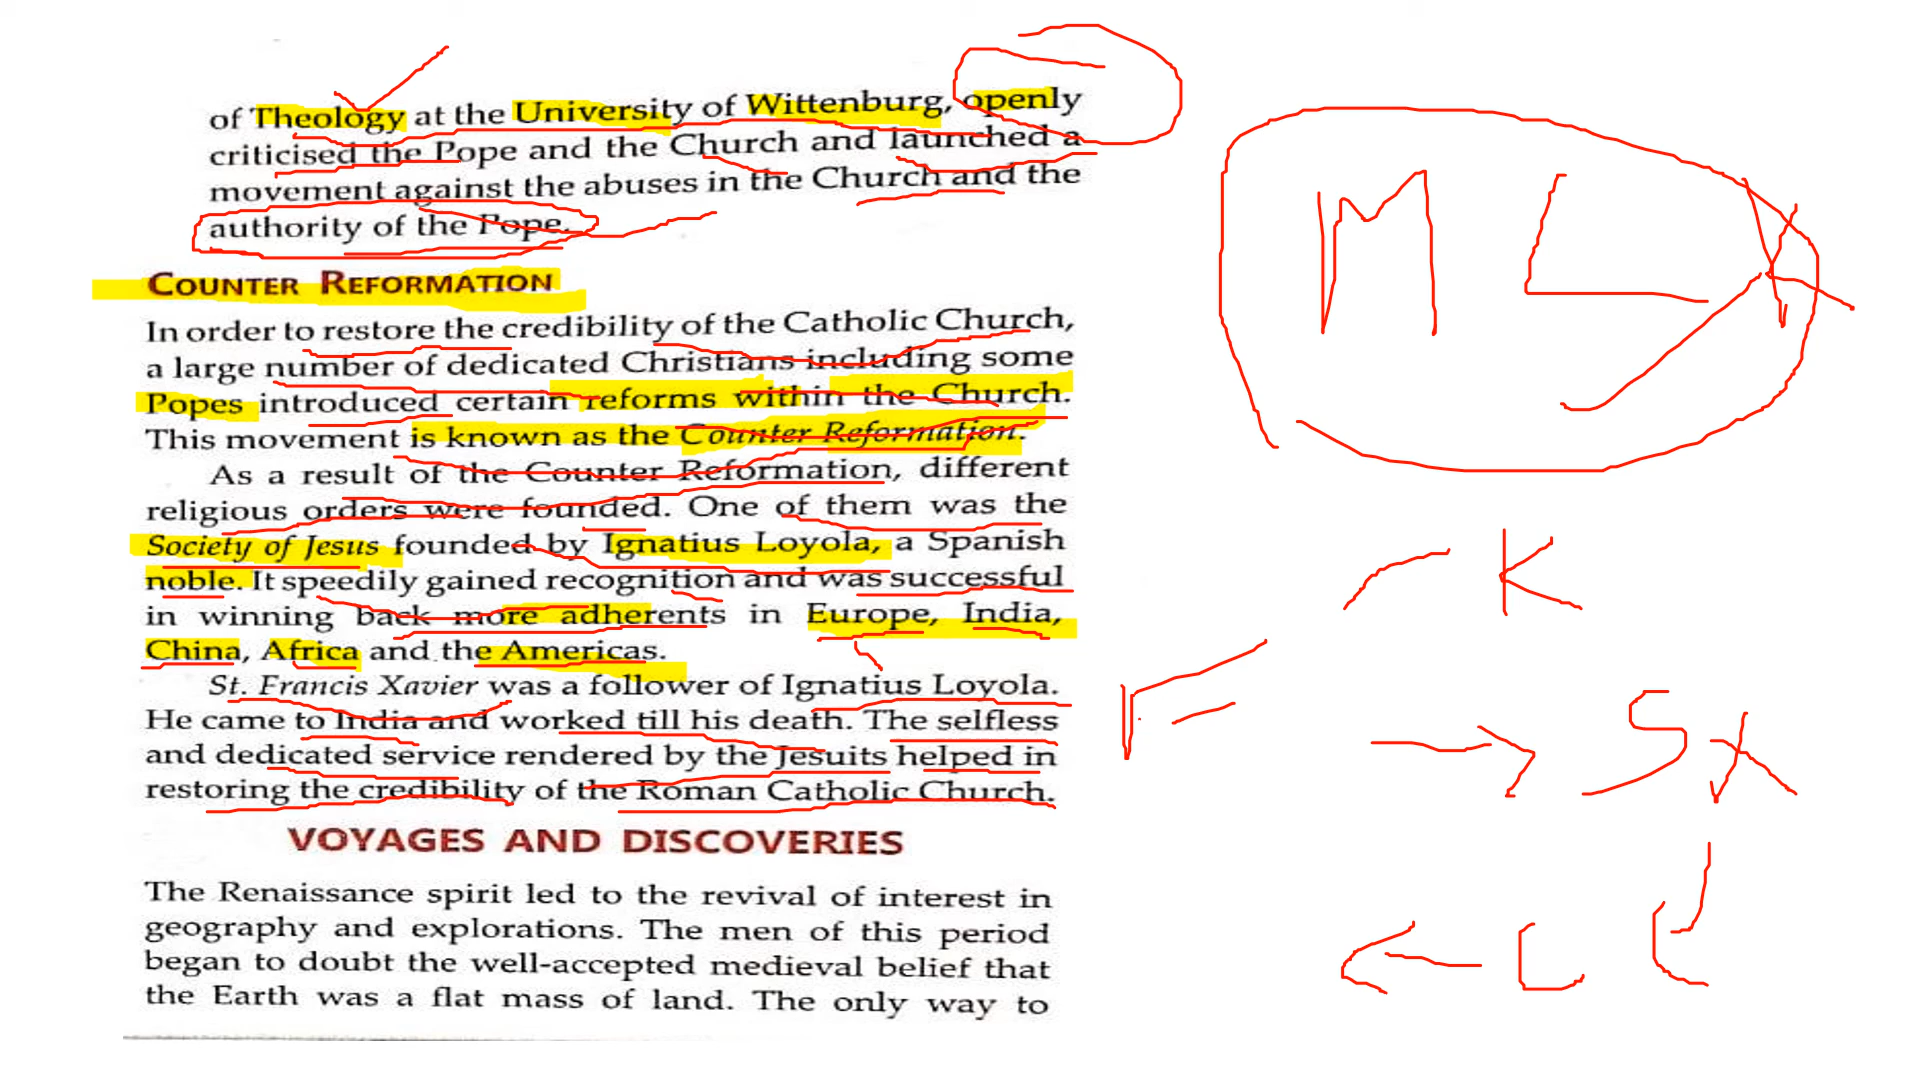 of Theology at the University of Wittenburg, openly
criticised the Pope and the Church and launched a
movement against the abuses in the Church and the
authority of the Pope.
COUNTER REFORMATION
In order to restore the credibility of the Catholic Church,
a large number of dedicated Christians including some
Popes introduced certain reforms within the Church.
This movement is known as the Counter Reformation.
As a result of the Counter Reformation, different
religious orders were founded. One of them was the
Society of Jesus founded by Ignatius Loyola, a Spanish
noble. It speedily gained recognition and was successful
in winning back more adherents in Europe, India,
China, Africa and the Americas.
St. Francis Xavier was a follower of Ignatius Loyola.
He came to India and worked till his death. The selfless
and dedicated service rendered by the Jesuits helped in
restoring the credibility of the Roman Catholic Church.
VOYAGES AND DISCOVERIES
The Renaissance spirit led to the revival of interest in
geography and explorations. The men of this period
began to doubt the well-accepted medieval belief that
the Earth was a flat mass of land. The only way to
M L
K
S x